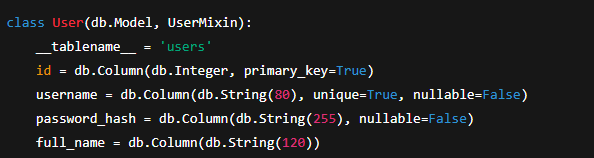 class User(db.Model, UserMixin):
    __tablename__ = 'users'
    id = db.Column(db.Integer, primary_key=True)
    username = db.Column(db.String(80), unique=True, nullable=False)
    password_hash = db.Column(db.String(255), nullable=False)
    full_name = db.Column(db.String(120))